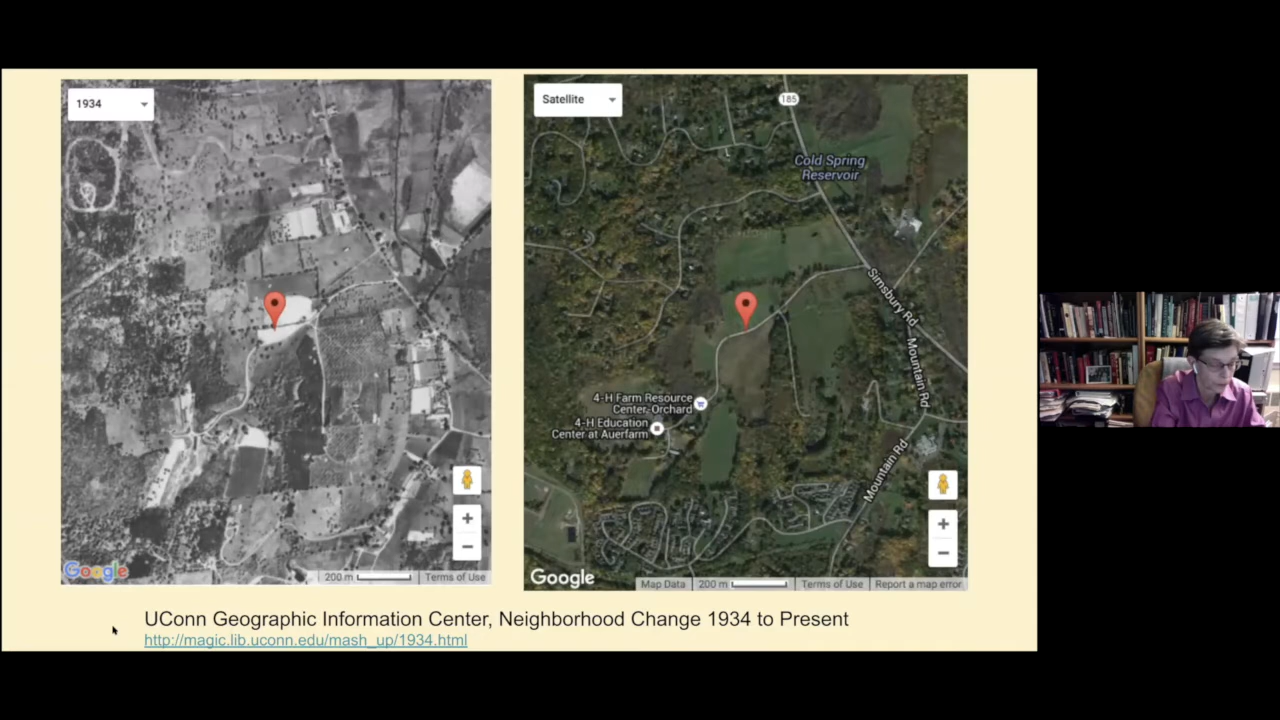 1934
Google
200 m
Terms of Use
Satellite
185
Cold Spring
Reservoir
Simsbury Rd
Mountain Rd
4-H Farm Resource
Center-Orchard
4-H Education
Center at Auerfarm
Mountain Rd
+
−
+
−
Google
Map Data
200 m
Terms of Use
Report a map error
UConn Geographic Information Center, Neighborhood Change 1934 to Present
http://magic.lib.uconn.edu/mash_up/1934.html